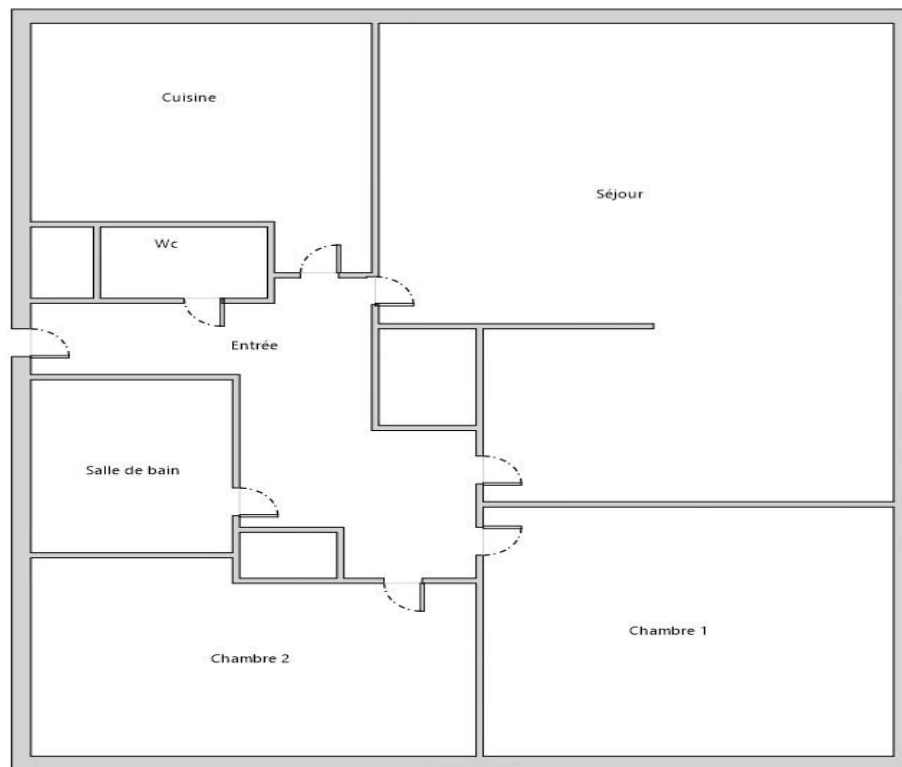 Cuisine
Séjour
Wc
Entrée
Salle de bain
Chambre 1
Chambre 2